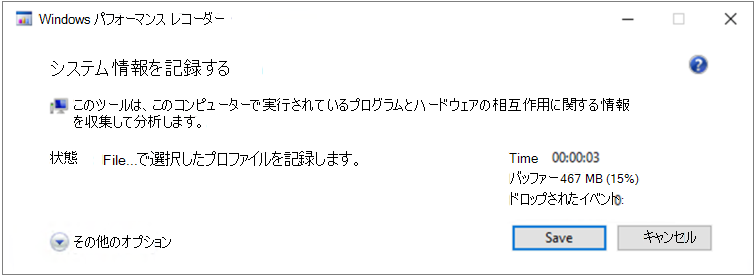 Windows パフォーマンス レコーダー
システム情報を記録する
このツールは、このコンピューターで実行されているプログラムとハードウェアの相互作用に関する情報
を収集して分析します。
状態 File...で選択したプロファイルを記録します。
Time 00:00:03
バッファー467 MB (15%)
ドロップされたイベント0:
その他のオプション
Save キャンセル